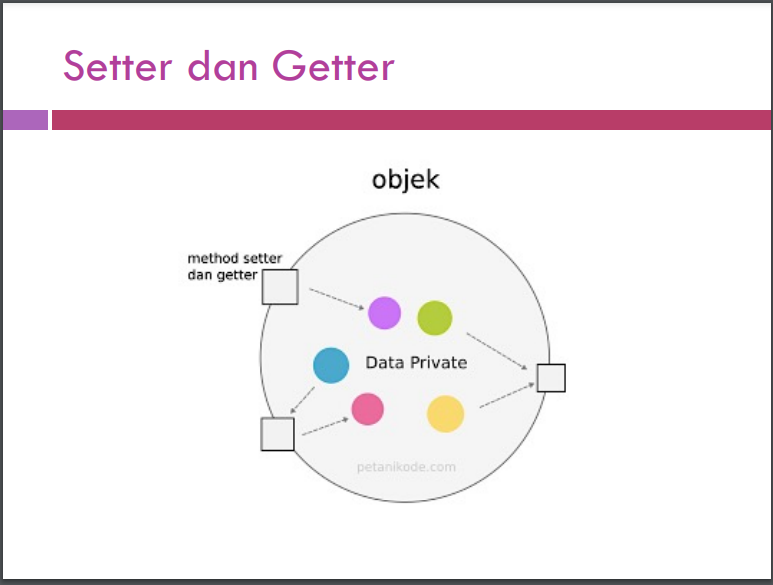 Setter dan Getter
objek
method setter
dan getter
Data Private
petanikode.com